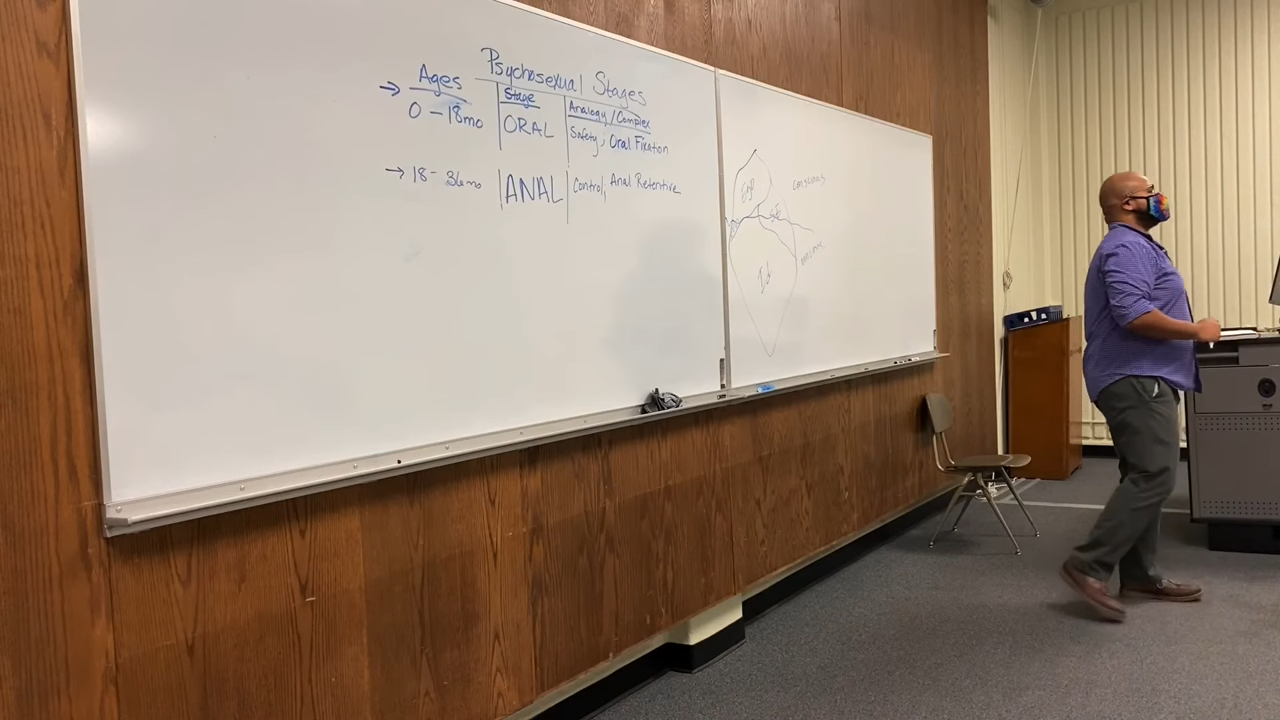 Psychosexual Stages
Ages
Stage
Analogy/Complex
→ 0-18mo
ORAL
Safety, Oral Fixation
→ 18-36mo
ANAL
Control, Anal Retentive
Ego
conscious
Id